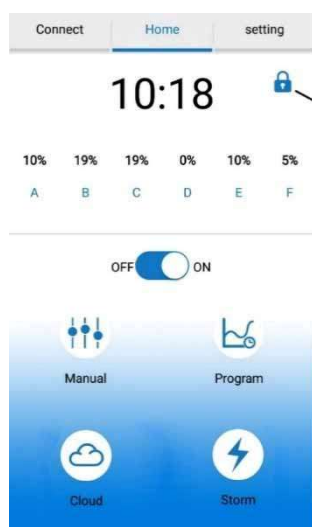 Connect Home setting
10:18
10% 19% 19% 0% 10% 5%
A B C D E F
OFF ON
Manual Program
Cloud Storm